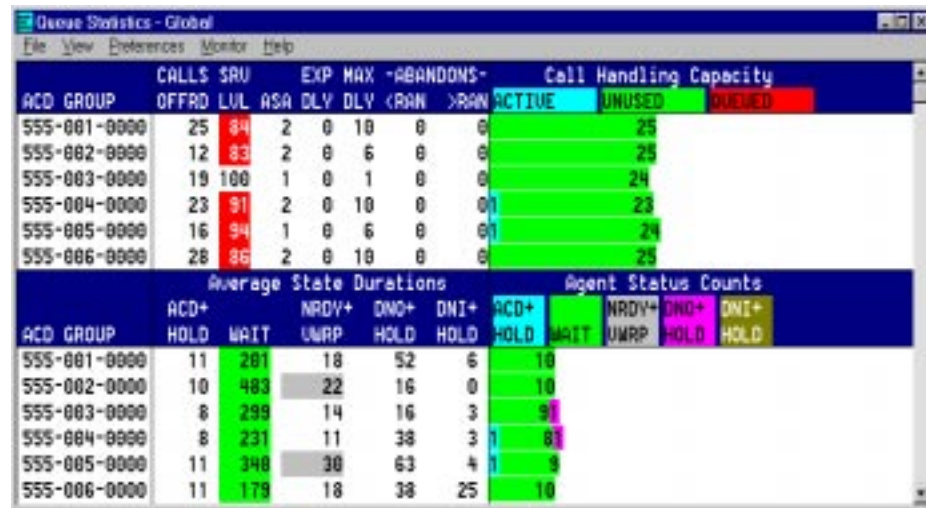 Queue Statistics - Global
File View Preferences Monitor Help
CALLS SRV EXP MAX -ABANDONS- Call Handling Capacity
ACD GROUP OFFRD LVL ASA DLY DLY <RAN >RAN ACTIVE UNUSED QUEUED
555-001-0000 25 84 2 0 10 0 0 25
555-002-0000 12 83 2 0 6 0 0 25
555-003-0000 19 100 1 0 1 0 0 24
555-004-0000 23 91 2 0 10 0 0 1 23
555-005-0000 16 94 1 0 6 0 0 1 24
555-006-0000 28 86 2 0 10 0 0 25
Average State Durations Agent Status Counts
ACD+ NRDY+ DNO+ DNI+ ACD+ NRDY+ DNO+ DNI+
ACD GROUP HOLD WAIT UWRP HOLD HOLD HOLD WAIT UWRP HOLD HOLD
555-001-0000 11 201 18 52 6 10
555-002-0000 10 483 22 16 0 10
555-003-0000 8 299 14 16 3 9 1
555-004-0000 8 231 11 38 3 1 8 1
555-005-0000 11 340 30 63 4 1 9
555-006-0000 11 179 18 38 25 10